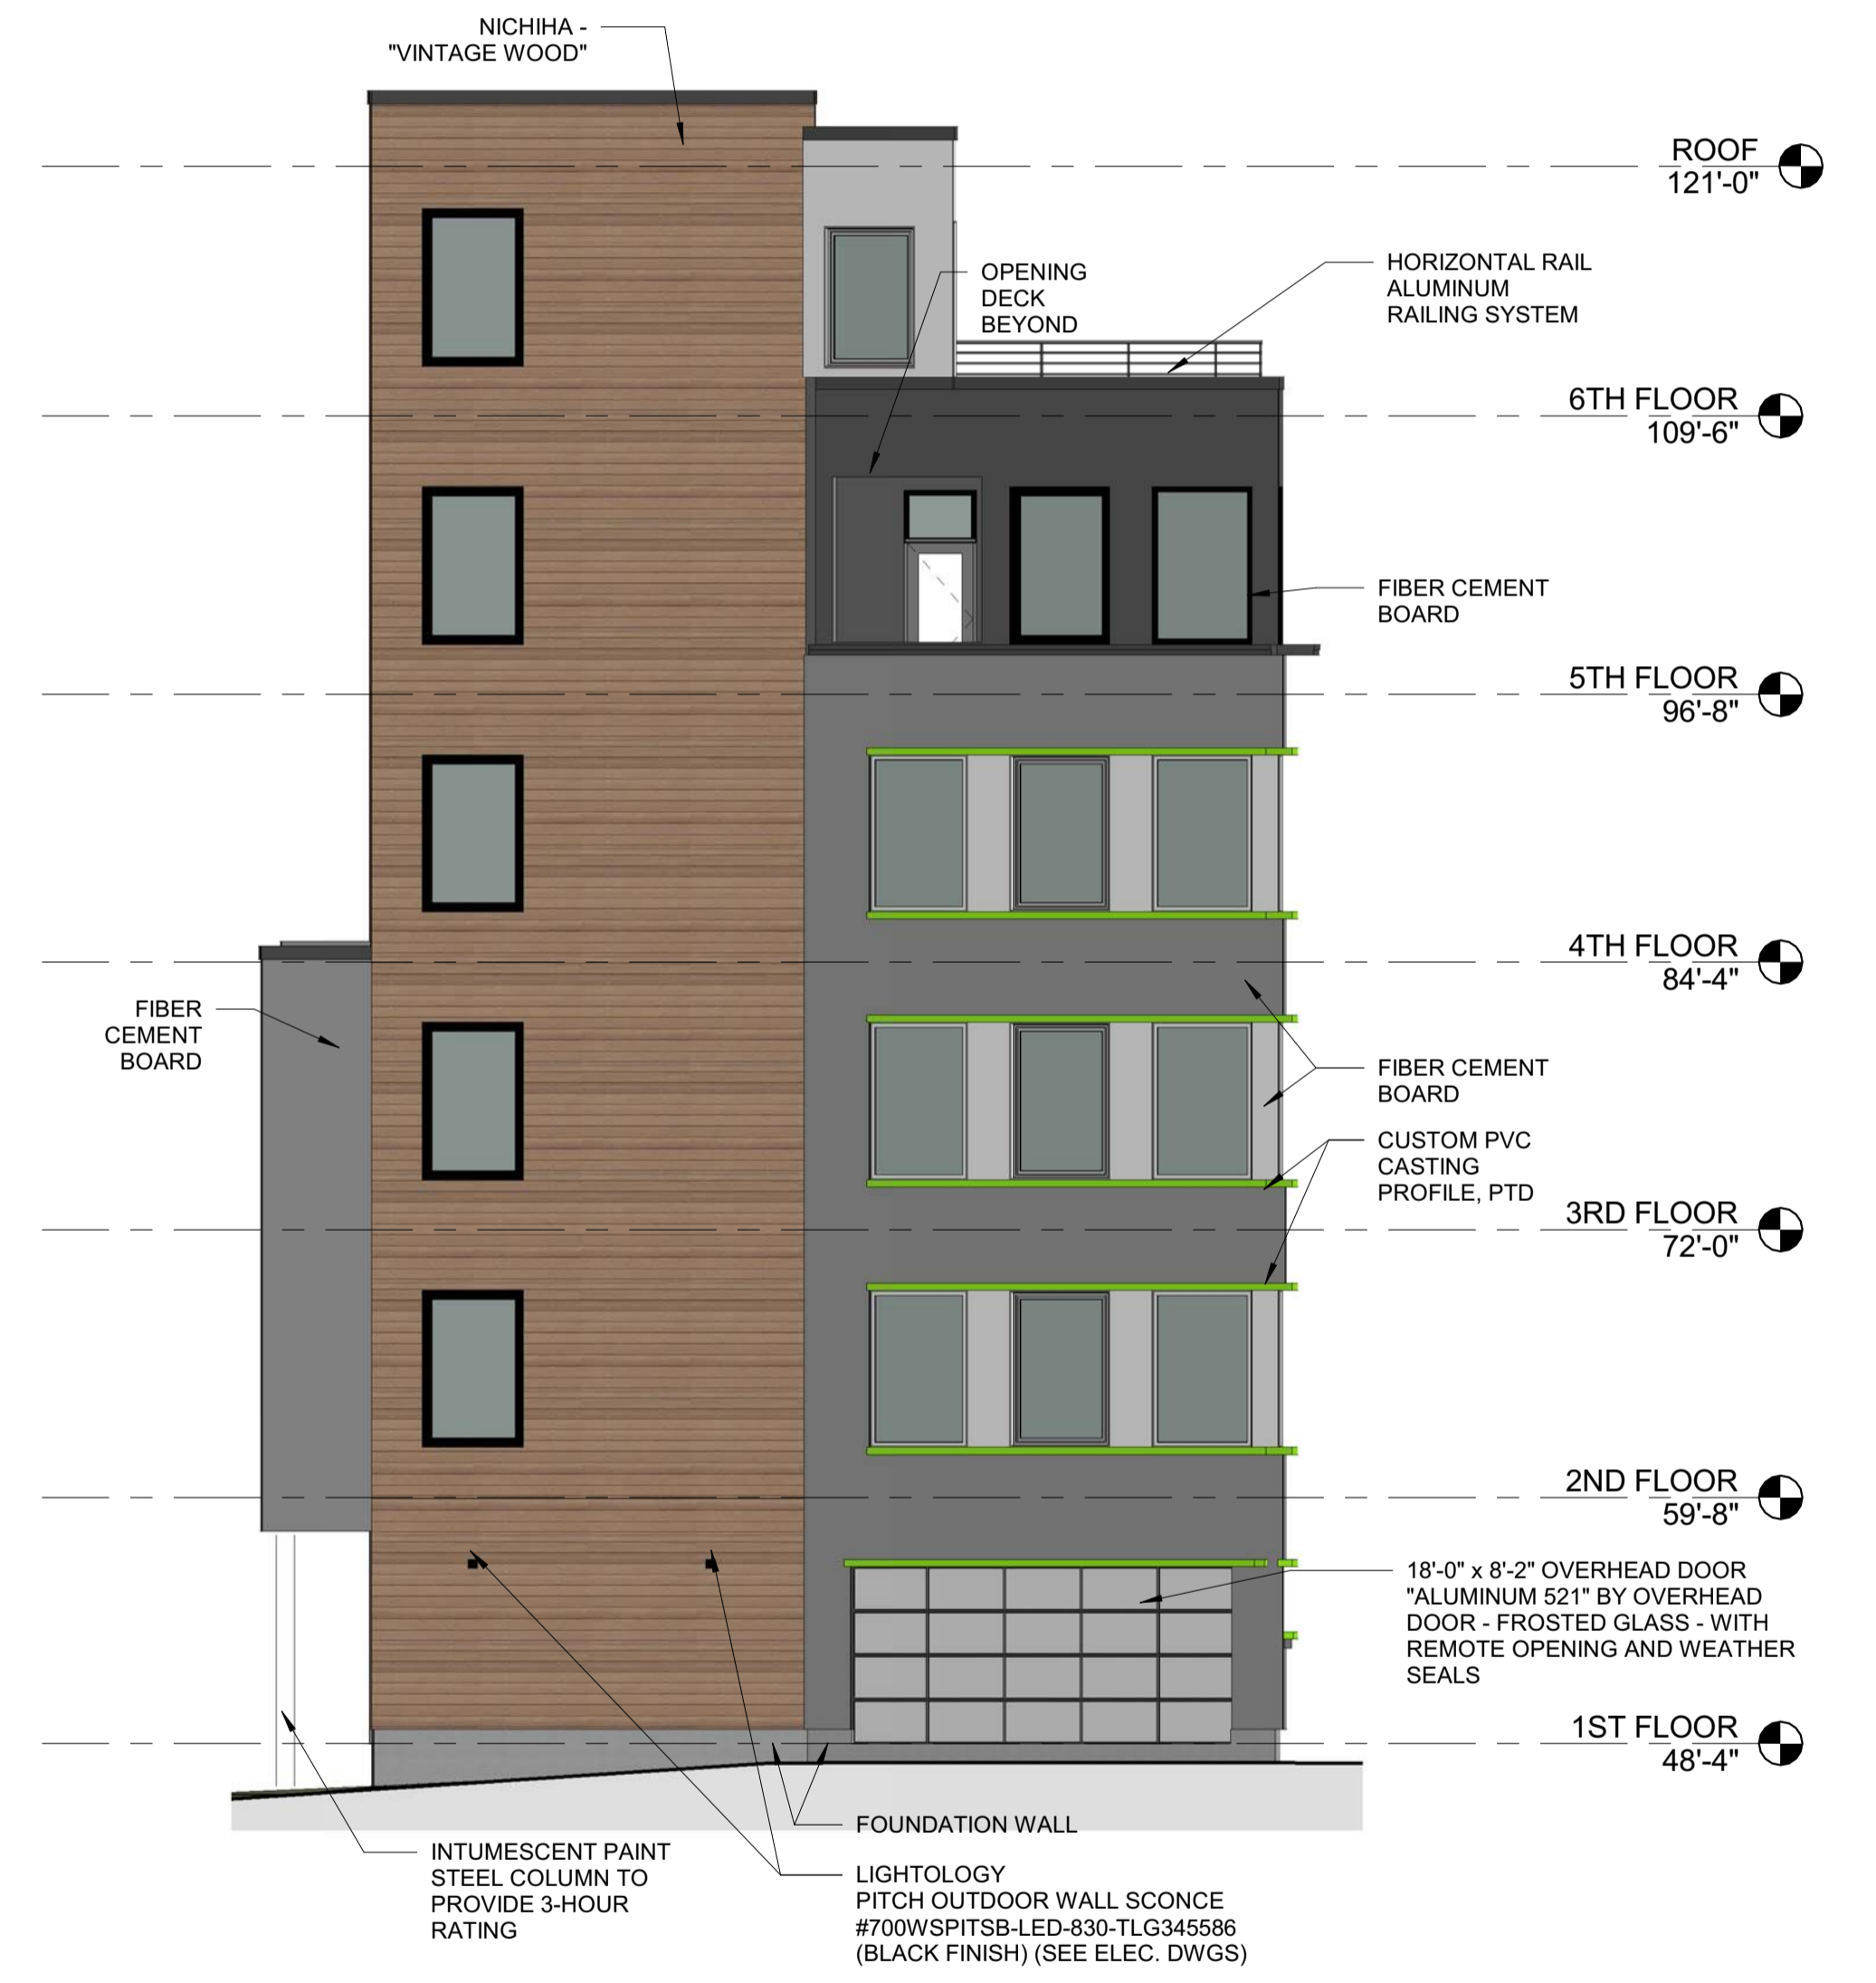 NICHIHA -
"VINTAGE WOOD"
ROOF
121'-0"
OPENING
DECK
BEYOND
HORIZONTAL RAIL
ALUMINUM
RAILING SYSTEM
6TH FLOOR
109'-6"
FIBER CEMENT
BOARD
5TH FLOOR
96'-8"
4TH FLOOR
84'-4"
FIBER
CEMENT
BOARD
FIBER CEMENT
BOARD
CUSTOM PVC
CASTING
PROFILE, PTD
3RD FLOOR
72'-0"
2ND FLOOR
59'-8"
18'-0" x 8'-2" OVERHEAD DOOR
"ALUMINUM 521" BY OVERHEAD
DOOR - FROSTED GLASS - WITH
REMOTE OPENING AND WEATHER
SEALS
1ST FLOOR
48'-4"
FOUNDATION WALL
INTUMESCENT PAINT
STEEL COLUMN TO
PROVIDE 3-HOUR
RATING
LIGHTOLOGY
PITCH OUTDOOR WALL SCONCE
#700WSPITSB-LED-830-TLG345586
(BLACK FINISH) (SEE ELEC. DWGS)